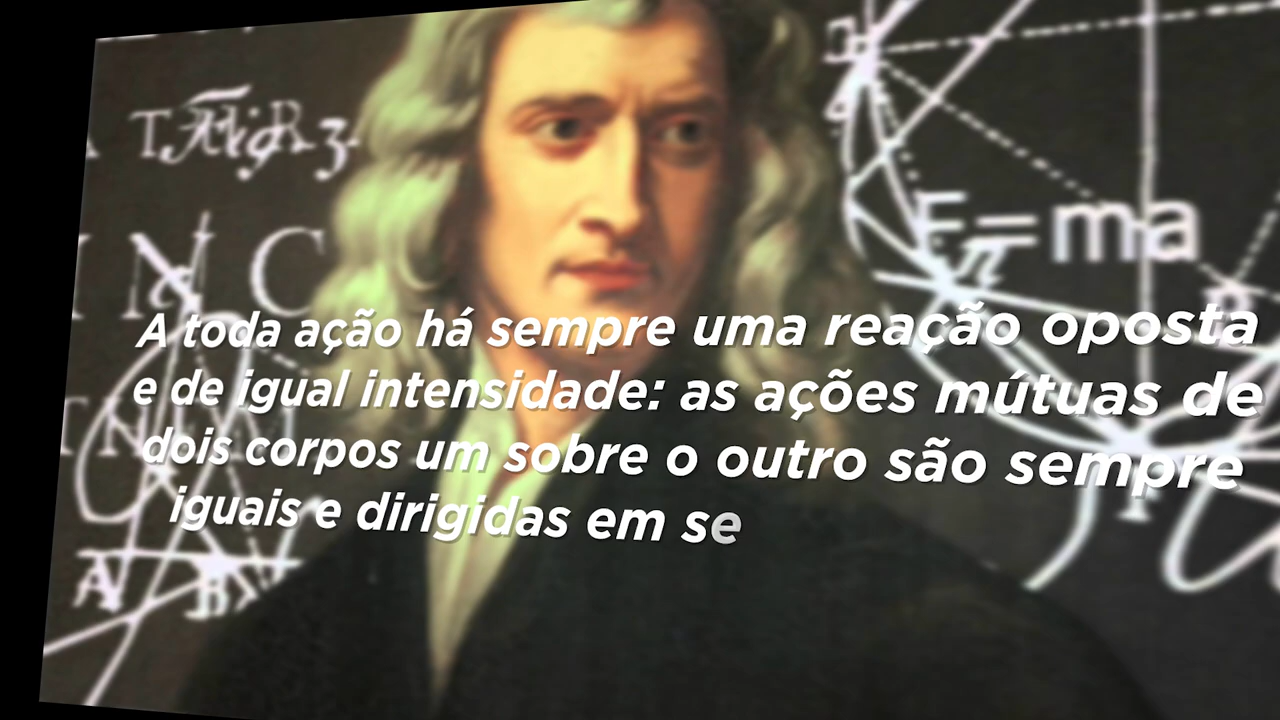 A toda ação há sempre uma reação oposta
e de igual intensidade: as ações mútuas de
dois corpos um sobre o outro são sempre
iguais e dirigidas em se
F=ma
N C